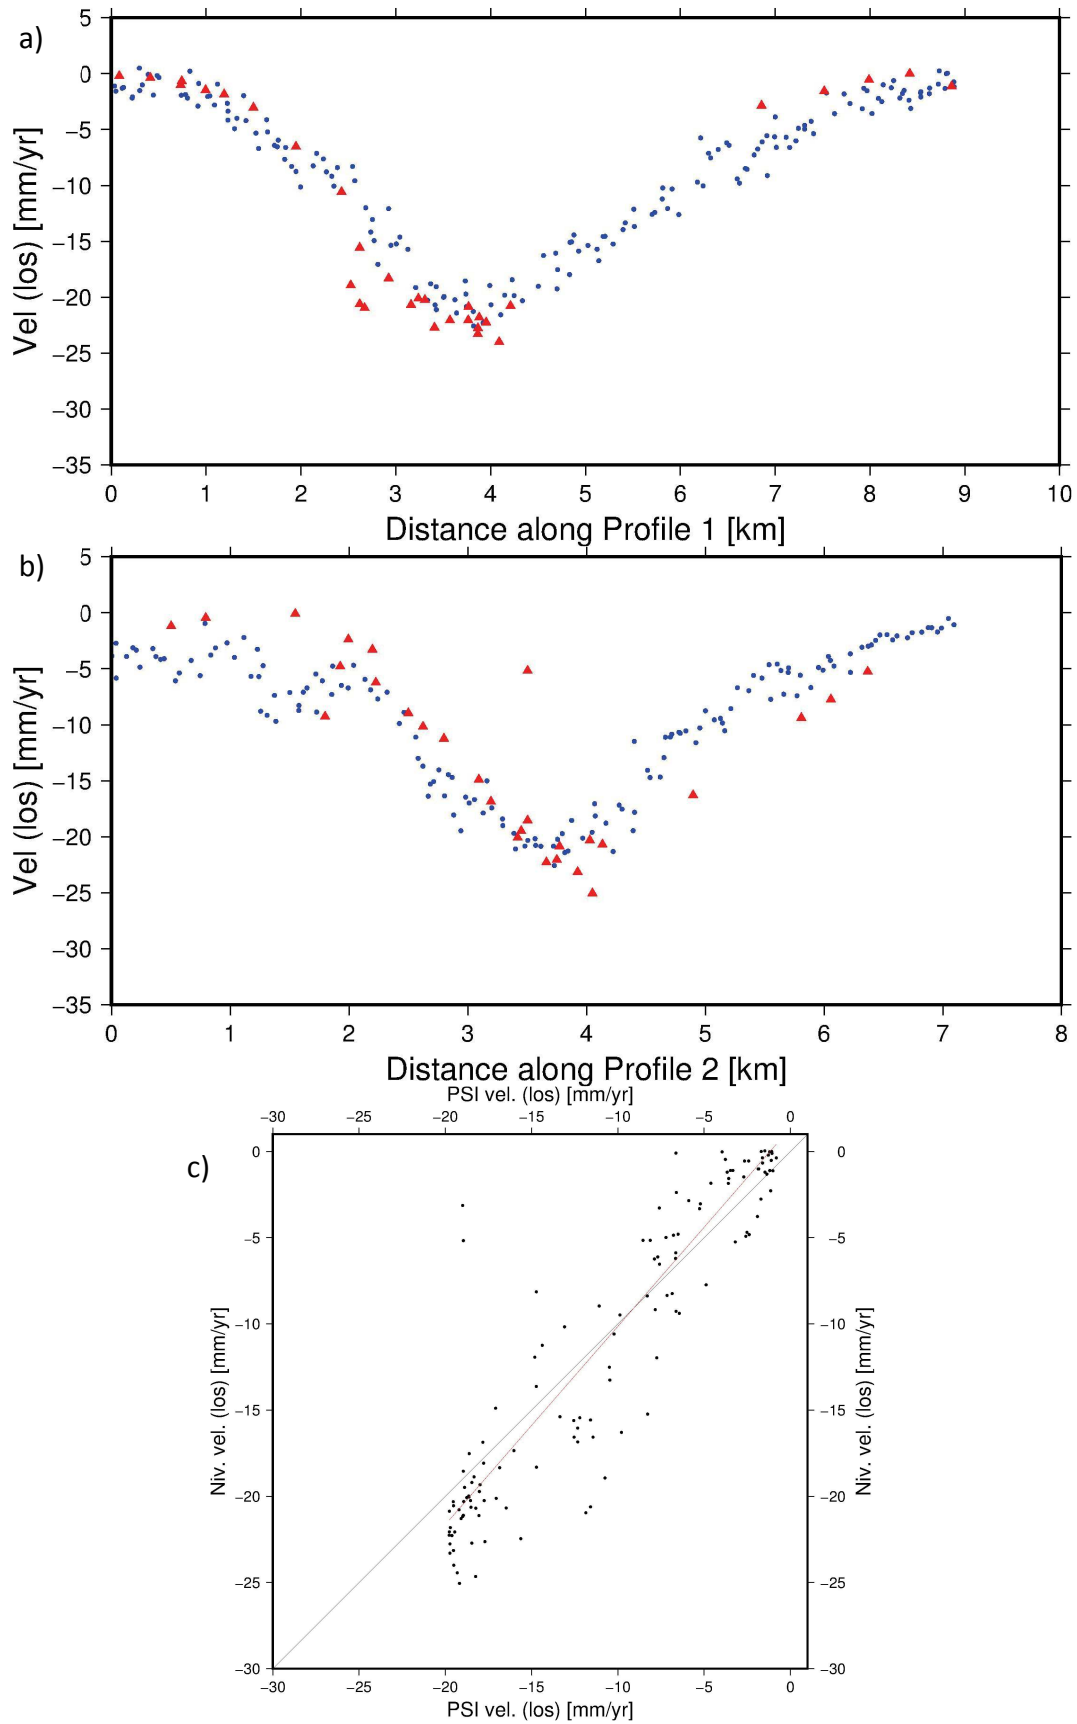 a)
5
0
−5
−10
−15
−20
−25
−30
−35
Vel (los) [mm/yr]
0 1 2 3 4 5 6 7 8 9 10
Distance along Profile 1 [km]
b)
5
0
−5
−10
−15
−20
−25
−30
−35
Vel (los) [mm/yr]
0 1 2 3 4 5 6 7 8
Distance along Profile 2 [km]
PSI vel. (los) [mm/yr]
−30 −25 −20 −15 −10 −5 0
c)
0 0
−5 −5
−10 −10
−15 −15
−20 −20
−25 −25
−30 −30
Niv. vel. (los) [mm/yr]
Niv. vel. (los) [mm/yr]
−30 −25 −20 −15 −10 −5 0
PSI vel. (los) [mm/yr]